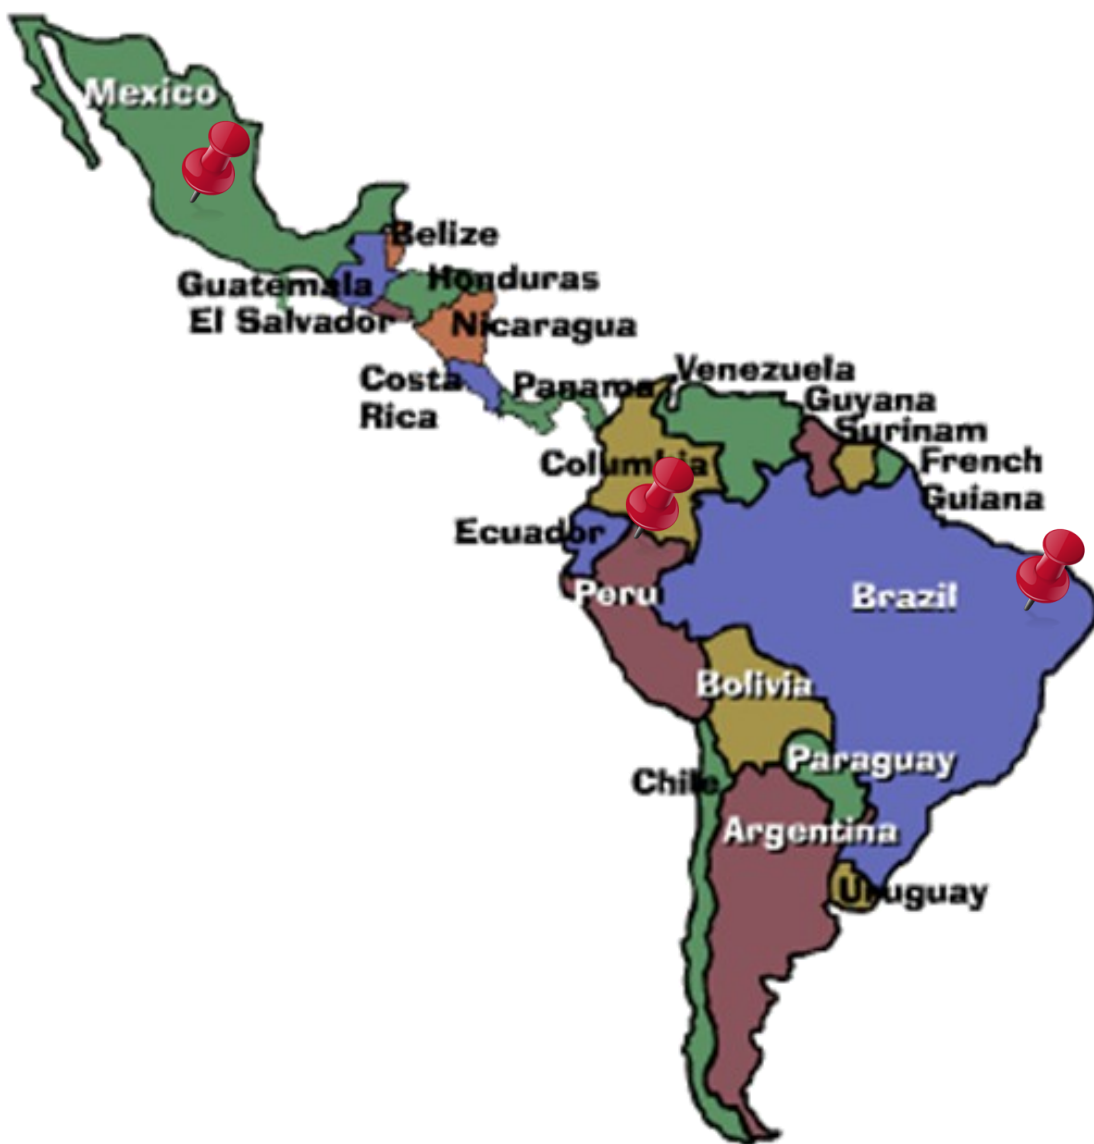 Mexico
Belize
Guatemala
Honduras
El Salvador
Nicaragua
Costa
Rica
Panama
Venezuela
Guyana
Surinam
French
Guiana
Columbia
Ecuador
Peru
Brazil
Bolivia
Paraguay
Chile
Argentina
Uruguay